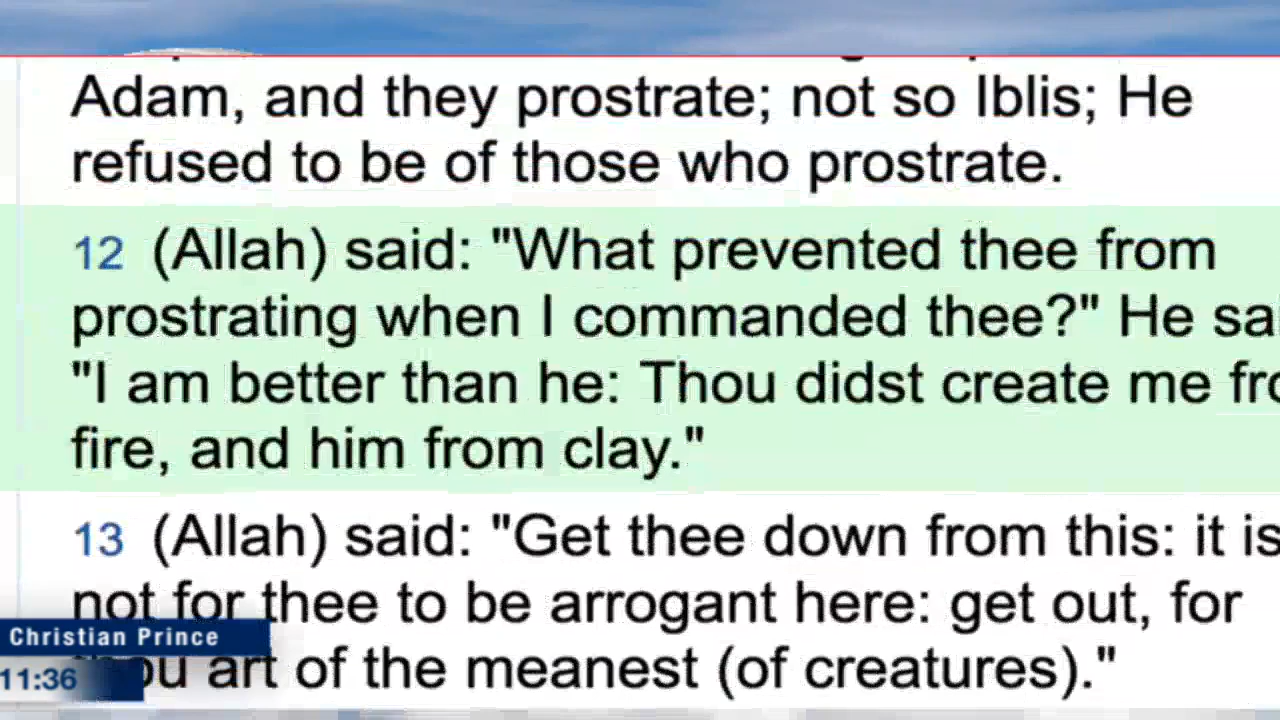 Adam, and they prostrate; not so Iblis; He
refused to be of those who prostrate.
12 (Allah) said: "What prevented thee from
prostrating when I commanded thee?" He sa
"I am better than he: Thou didst create me fro
fire, and him from clay."
13 (Allah) said: "Get thee down from this: it is
not for thee to be arrogant here: get out, for
thou art of the meanest (of creatures)."
Christian Prince
11:36